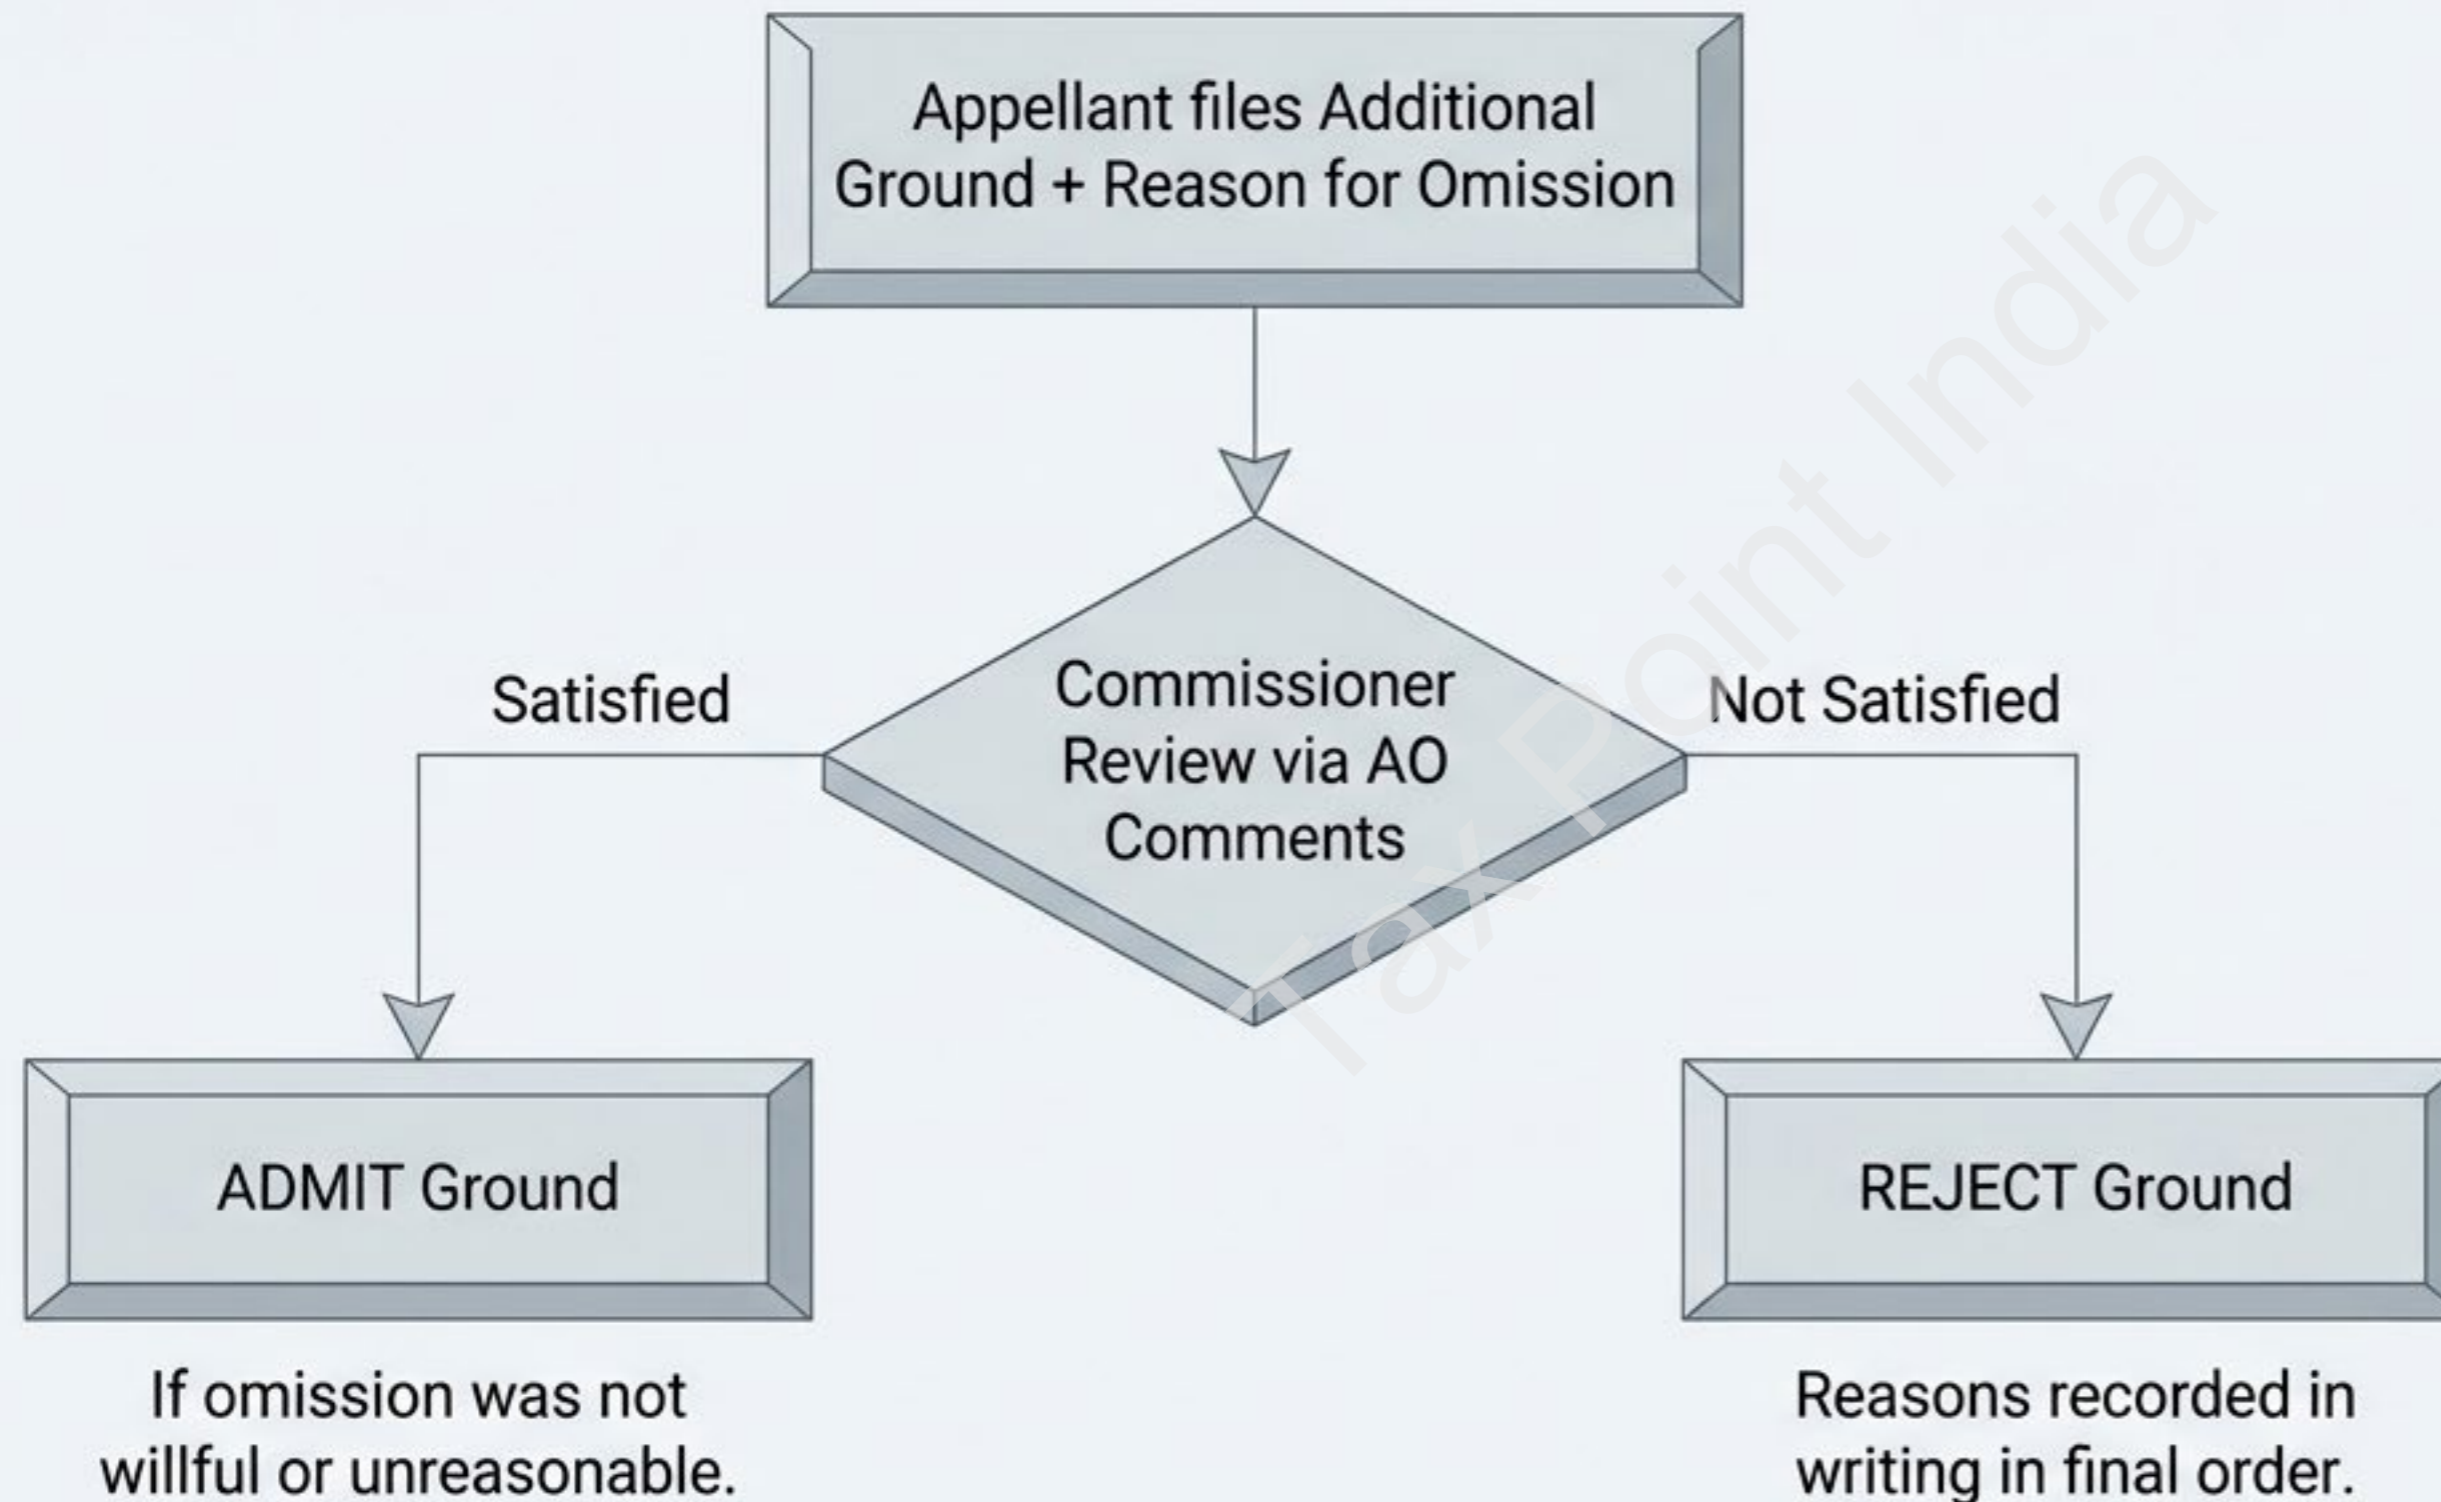 Appellant files Additional
Ground + Reason for Omission
Commissioner
Review via AO
Comments
Satisfied
Not Satisfied
ADMIT Ground
REJECT Ground
If omission was not
willful or unreasonable.
Reasons recorded in
writing in final order.
Tax Point India